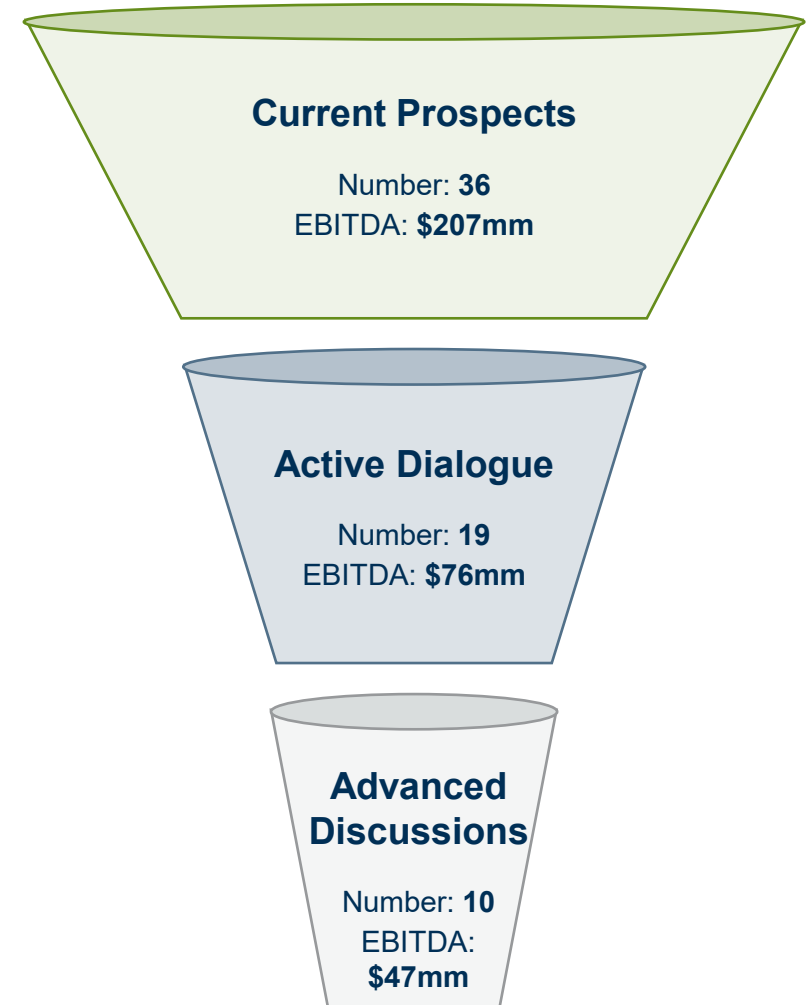 Current Prospects
Number: 36
EBITDA: $207mm
Active Dialogue
Number: 19
EBITDA: $76mm
Advanced
Discussions
Number: 10
EBITDA:
$47mm